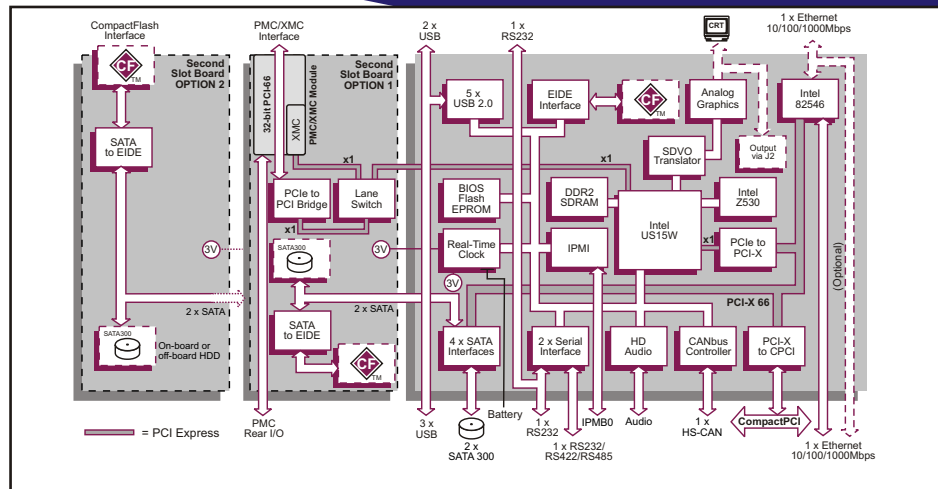 CompactFlash
Interface
CF
TM
Second
Slot Board
OPTION 2
SATA
to EIDE
2 x SATA
SATA300
On-board or
off-board HDD
= PCI Express
PMC/XMC
Interface
32-bit PCI-66
XMC
PMC/XMC Module
Second
Slot Board
OPTION 1
x1
PCIe to
PCI Bridge
Lane
Switch
x1
3V
SATA300
3V
2 x SATA
SATA
to EIDE
CF
TM
PMC
Rear I/O
2 x
USB
1 x
RS232
CRT
1 x Ethernet
10/100/1000Mbps
5 x
USB 2.0
EIDE
Interface
CF
TM
Analog
Graphics
Intel
82546
SDVO
Translator
Output
via J2
x1
BIOS
Flash
EPROM
DDR2
SDRAM
Intel
US15W
Intel
Z530
Real-Time
Clock
IPMI
x1
PCIe to
PCI-X
(Optional)
3V
PCI-X 66
4 x SATA
Interfaces
2 x Serial
Interface
HD
Audio
CANbus
Controller
PCI-X
to CPCI
Battery
3 x
USB
2 x
SATA 300
1 x
RS232
1 x RS232/
RS422/RS485
IPMB0
Audio
1 x
HS-CAN
CompactPCI
1 x Ethernet
10/100/1000Mbps